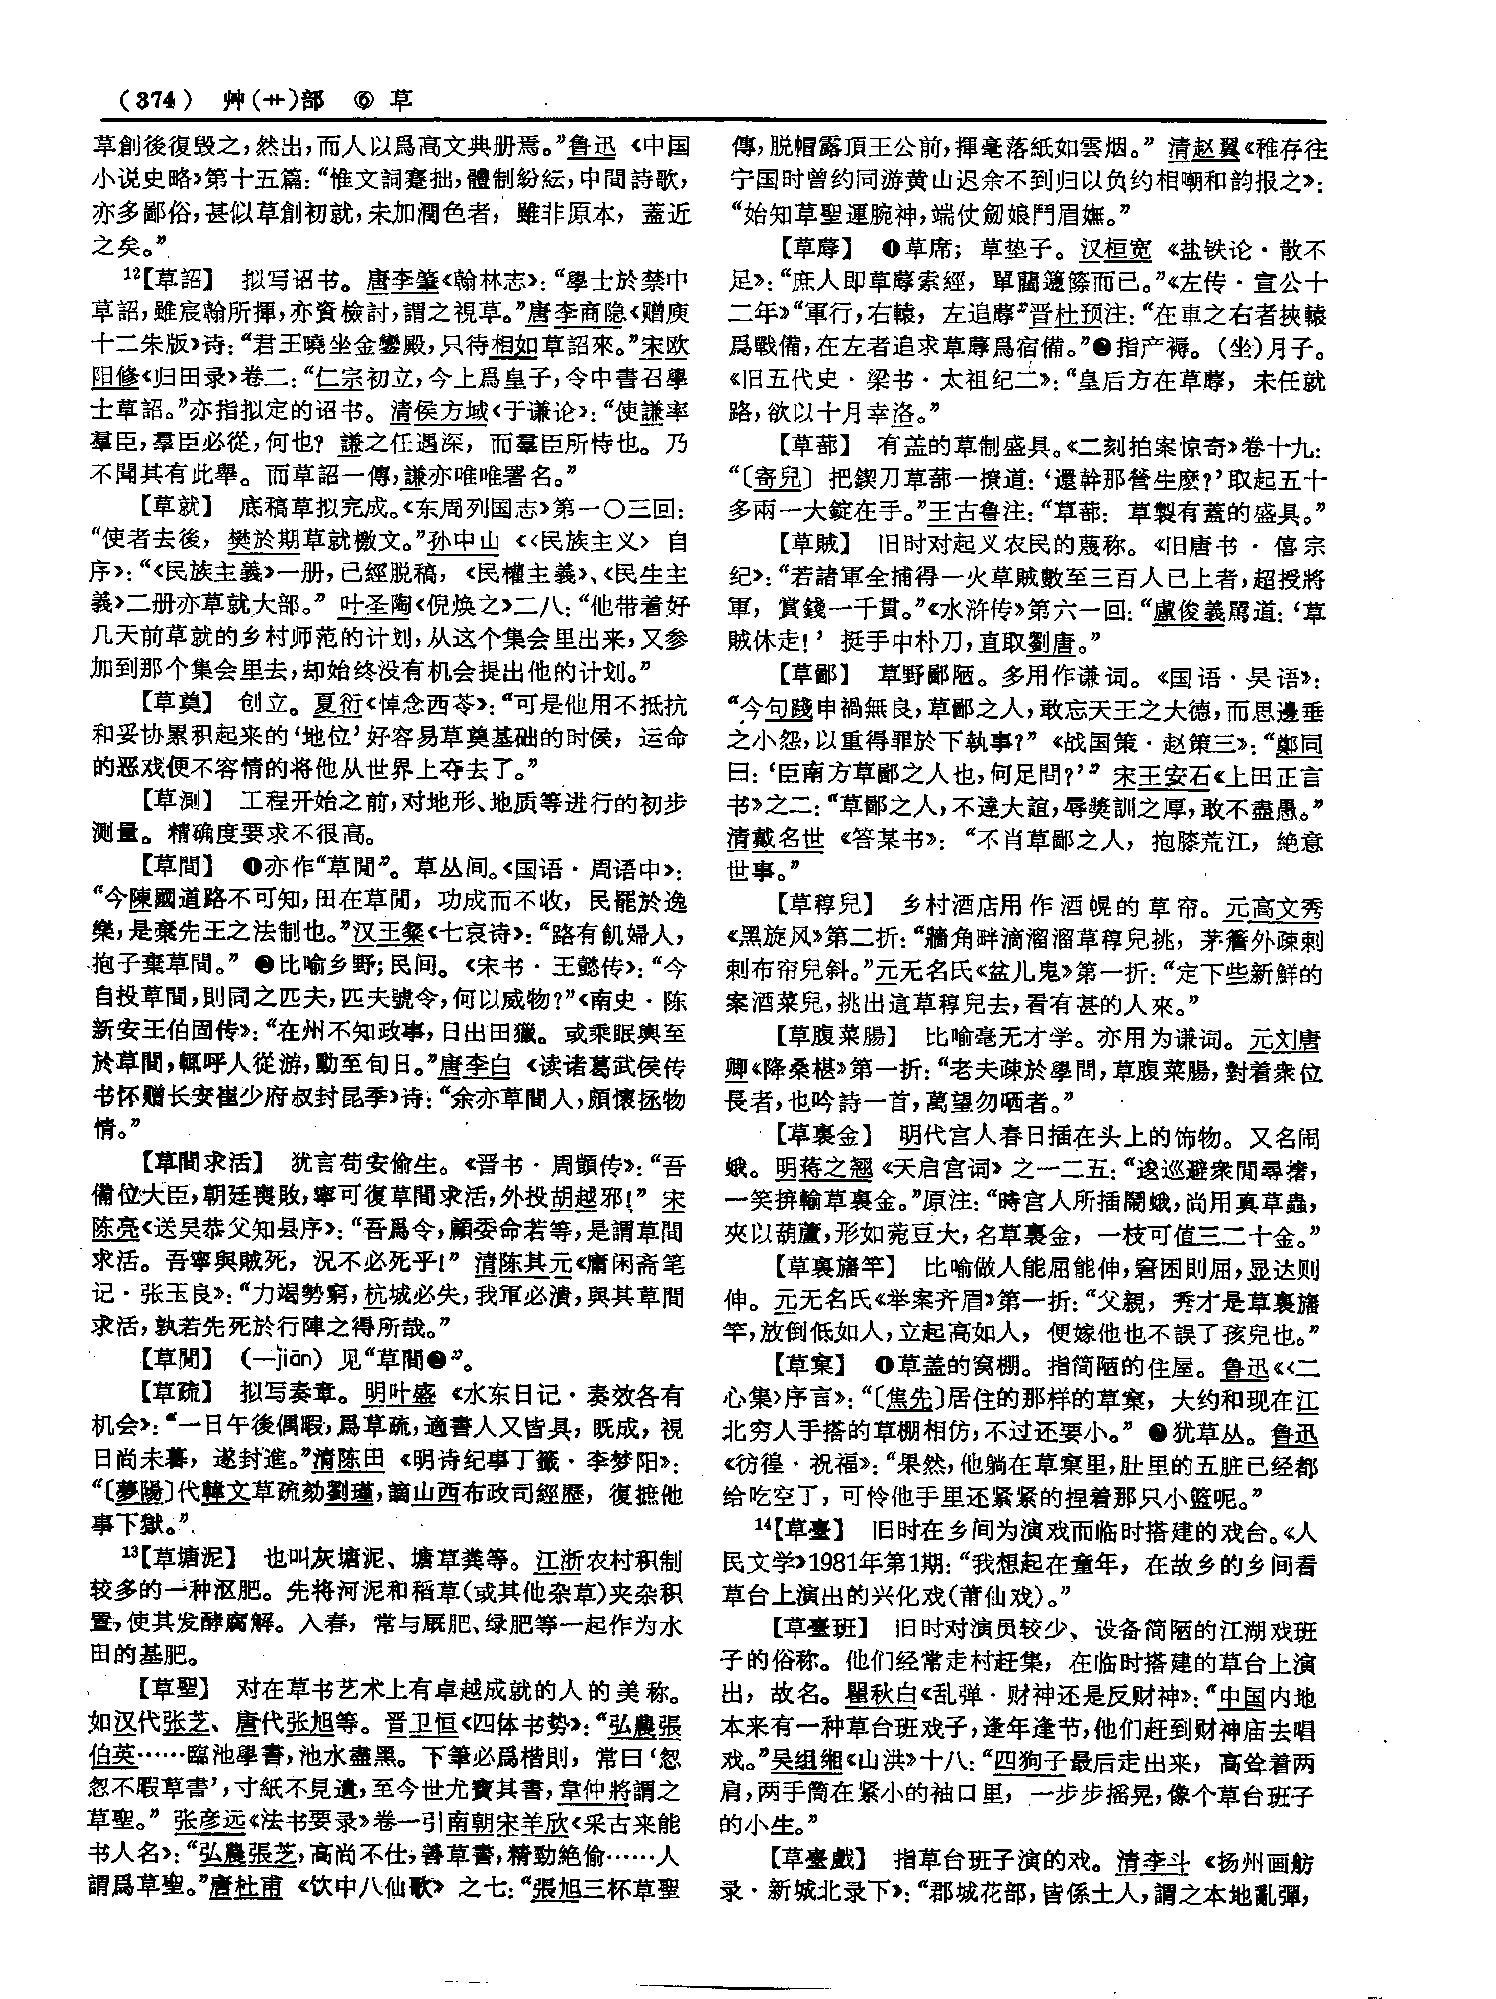 （374） 艸(艹)部 ⑥ 草
草創後復毁之，然出，而人以爲高文典册焉。”鲁迅《中国
小说史略》第十五篇：“惟文詞蹇拙，體制紛紜，中間詩歌，
亦多鄙俗，甚似草創初就，未加潤色者，雖非原本，蓋近
之矣。”
12【草詔】 拟写诏书。唐李肇《翰林志》：“學士於禁中
草詔，雖宸翰所揮，亦資檢討，謂之視草。”唐李商隐《赠庾
十二朱版》诗：“君王曉坐金鑾殿，只待相如草詔來。”宋欧
阳修《归田录》卷二：“仁宗初立，今上爲皇子，令中書召學
士草詔。”亦指拟定的诏书。清侯方域《于谦论》：“使謙率
羣臣，羣臣必從，何也？謙之任遇深，而羣臣所恃也。乃
不聞其有此舉。而草詔一傳，謙亦唯唯署名。”
【草就】 底稿草拟完成。《东周列国志》第一〇三回：
“使者去後，樊於期草就檄文。”孙中山《〈民族主义〉自
序》：“《民族主義》一册，已經脱稿，《民權主義》、《民生主
義》二册亦草就大部。”叶圣陶《倪焕之》二八：“他带着好
几天前草就的乡村师范的计划，从这个集会里出来，又参
加到那个集会里去，却始终没有机会提出他的计划。”
【草奠】 创立。夏衍《悼念西苓》：“可是他用不抵抗
和妥协累积起来的‘地位’好容易草奠基础的时侯，运命
的恶戏便不容情的将他从世界上夺去了。”
【草測】 工程开始之前，对地形、地质等进行的初步
测量。精确度要求不很高。
【草間】 ❶亦作“草閒”。草丛间。《国语·周语中》：
“今陳國道路不可知，田在草間，功成而不收，民罷於逸
樂，是棄先王之法制也。”汉王粲《七哀诗》：“路有飢婦人，
抱子棄草間。”❷比喻乡野；民间。《宋书·王懿传》：“今
自投草間，則同之匹夫，匹夫號令，何以威物？”《南史·陈
新安王伯固传》：“在州不知政事，日出田獵。或乘眠輿至
於草間，輒呼人從游，動至旬日。”唐李白《读诸葛武侯传
书怀赠长安崔少府叔封昆季》诗：“余亦草間人，頗懷拯物
情。”
【草間求活】 犹言苟安偷生。《晋书·周顗传》：“吾
備位大臣，朝廷喪敗，寧可復草間求活，外投胡越邪！”宋
陈亮《送吴恭父知县序》：“吾爲令，顧委命若等，是謂草間
求活。吾寧與賊死，況不必死乎！”清陈其元《庸闲斋笔
记·张玉良》：“力竭勢窮，杭城必失，我軍必潰，與其草間
求活，孰若先死於行陣之得所哉。”
【草閒】 （—jiān）见“草間❷”。
【草疏】 拟写奏章。明叶盛《水东日记·奏效各有
机会》：“一日午後偶暇，爲草疏，適書人又皆具，既成，視
日尚未暮，遂封進。”清陈田《明诗纪事丁籤·李梦阳》：
“〔夢陽〕代韓文草疏劾劉瑾，謫山西布政司經歷，復摭他
事下獄。”
13【草塘泥】 也叫灰塘泥、塘草粪等。江浙农村积制
较多的一种沤肥。先将河泥和稻草（或其他杂草）夹杂积
置，使其发酵腐解。入春，常与厩肥、绿肥等一起作为水
田的基肥。
【草聖】 对在草书艺术上有卓越成就的人的美称。
如汉代张芝、唐代张旭等。晋卫恒《四体书势》：“弘農張
伯英……臨池學書，池水盡黑。下筆必爲楷則，常曰‘怱
怱不暇草書’，寸紙不見遺，至今世尤寶其書，韋仲將謂之
草聖。”张彦远《法书要录》卷一引南朝宋羊欣《采古来能
书人名》：“弘農張芝，高尚不仕，善草書，精勁絶倫……人
謂爲草聖。”唐杜甫《饮中八仙歌》之七：“張旭三杯草聖
傳，脱帽露頂王公前，揮毫落紙如雲烟。”清赵翼《稚存往
宁国时曾约同游黄山迟余不到归以负约相嘲和韵报之》：
“始知草聖運腕神，端仗劒娘鬥眉嫵。”
【草蓐】 ❶草席；草垫子。汉桓宽《盐铁论·散不
足》：“庶人即草蓐索經，單藺籧篨而已。”《左传·宣公十
二年》“軍行，右轅，左追蓐”晋杜预注：“在車之右者挾轅
爲戰備，在左者追求草蓐爲宿備。”❷指产褥。（坐）月子。
《旧五代史·梁书·太祖纪二》：“皇后方在草蓐，未任就
路，欲以十月幸洛。”
【草蔀】 有盖的草制盛具。《二刻拍案惊奇》卷十九：
“〔寄兒〕把鍥刀草蔀一撩道：‘還幹那營生麽？’取起五十
多兩一大錠在手。”王古鲁注：“草蔀：草製有蓋的盛具。”
【草賊】 旧时对起义农民的蔑称。《旧唐书·僖宗
纪》：“若諸軍全捕得一火草賊數至三百人已上者，超授將
軍，賞錢一千貫。”《水浒传》第六一回：“盧俊義駡道：‘草
賊休走！’挺手中朴刀，直取劉唐。”
【草鄙】 草野鄙陋。多用作谦词。《国语·吴语》：
“今句踐申禍無良，草鄙之人，敢忘天王之大德，而思邊垂
之小怨，以重得罪於下執事？”《战国策·赵策三》：“鄭同
曰：‘臣南方草鄙之人也，何足問？’”宋王安石《上田正言
书》之二：“草鄙之人，不達大誼，辱奬訓之厚，敢不盡愚。”
清戴名世《答某书》：“不肖草鄙之人，抱膝荒江，絶意
世事。”
【草稕兒】 乡村酒店用作酒幌的草帘。元高文秀
《黑旋风》第二折：“牆角畔滴溜溜草稕兒挑，茅簷外疎剌
剌布帘兒斜。”元无名氏《盆儿鬼》第一折：“定下些新鮮的
案酒菜兒，挑出這草稕兒去，看有甚的人來。”
【草腹菜腸】 比喻毫无才学。亦用为谦词。元刘唐
卿《降桑椹》第一折：“老夫疎於學問，草腹菜腸，對着衆位
長者，也吟詩一首，萬望勿哂者。”
【草裏金】 明代宫人春日插在头上的饰物。又名闹
蛾。明蒋之翘《天启宫词》之一二五：“逡巡避衆閒尋撦，
一笑拚輸草裏金。”原注：“時宫人所插鬧蛾，尚用真草蟲，
夾以葫蘆，形如菀豆大，名草裏金，一枝可值三二十金。”
【草裏旛竿】 比喻做人能屈能伸，窘困則屈，显达则
伸。元无名氏《举案齐眉》第一折：“父親，秀才是草裏旛
竿，放倒低如人，立起高如人，便嫁他也不誤了孩兒也。”
【草窠】 ❶草盖的窝棚。指简陋的住屋。鲁迅《〈二
心集〉序言》：“〔焦先〕居住的那样的草窠，大约和现在江
北穷人手搭的草棚相仿，不过还要小。”❷犹草丛。鲁迅
《彷徨·祝福》：“果然，他躺在草窠里，肚里的五脏已经都
给吃空了，可怜他手里还紧紧的捏着那只小篮呢。”
14【草臺】 旧时在乡间为演戏而临时搭建的戏台。《人
民文学》1981年第1期：“我想起在童年，在故乡的乡间看
草台上演出的兴化戏（莆仙戏）。”
【草臺班】 旧时对演员较少、设备简陋的江湖戏班
子的俗称。他们经常走村赶集，在临时搭建的草台上演
出，故名。瞿秋白《乱弹·财神还是反财神》：“中国内地
本来有一种草台班戏子，逢年逢节，他们赶到财神庙去唱
戏。”吴组缃《山洪》十八：“四狗子最后走出来，高耸着两
肩，两手筒在紧小的袖口里，一步步摇晃，像个草台班子
的小生。”
【草臺戲】 指草台班子演的戏。清李斗《扬州画舫
录·新城北录下》：“郡城花部，皆係土人，謂之本地亂彈，